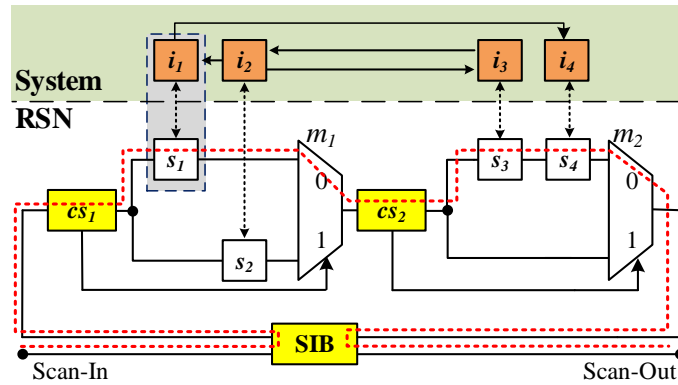 i₁ i₂ i₃ i₄
System
RSN
m₁ m₂
s₁ s₃ s₄
0 0
cs₁ cs₂
1 1
s₂
SIB
Scan-In Scan-Out